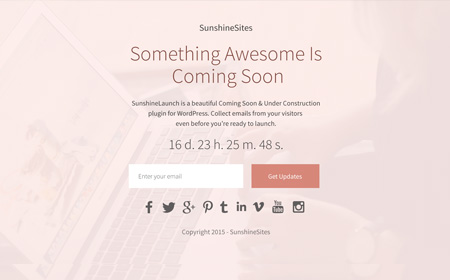 SunshineSites
Something Awesome Is
Coming Soon
SunshineLaunch is a beautiful Coming Soon & Under Construction
plugin for WordPress. Collect emails from your visitors
even before you're ready to launch.
16 d. 23 h. 25 m. 48 s.
Enter your email
Get Updates
Copyright 2015 - SunshineSites